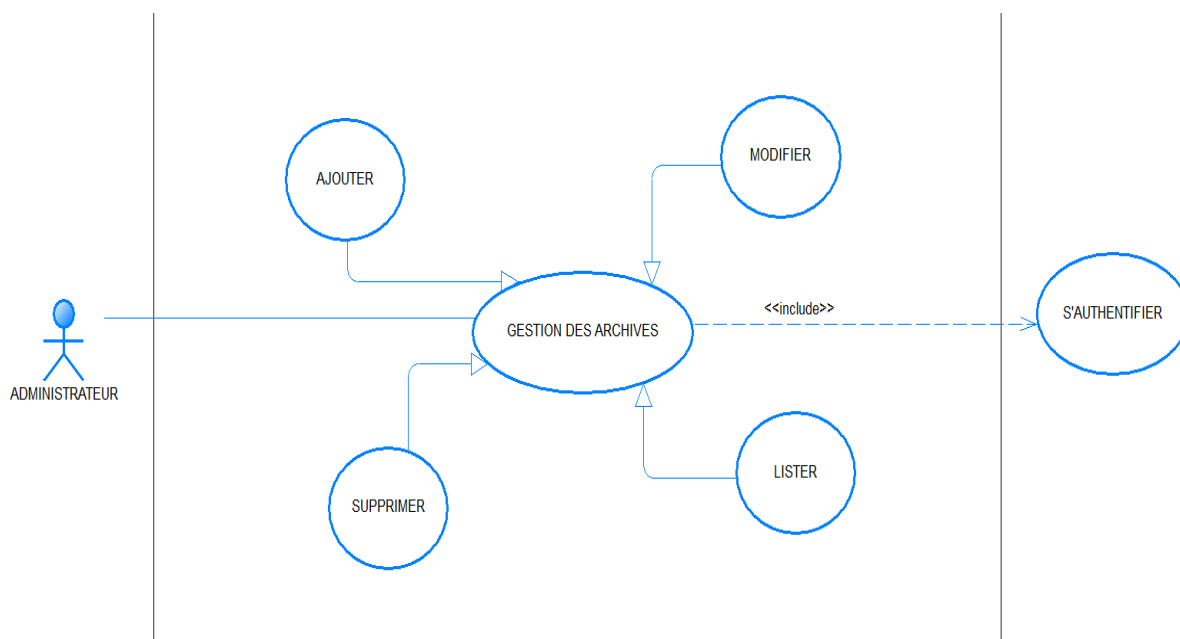 MODIFIER
AJOUTER
<<include>>
S'AUTHENTIFIER
GESTION DES ARCHIVES
ADMINISTRATEUR
LISTER
SUPPRIMER